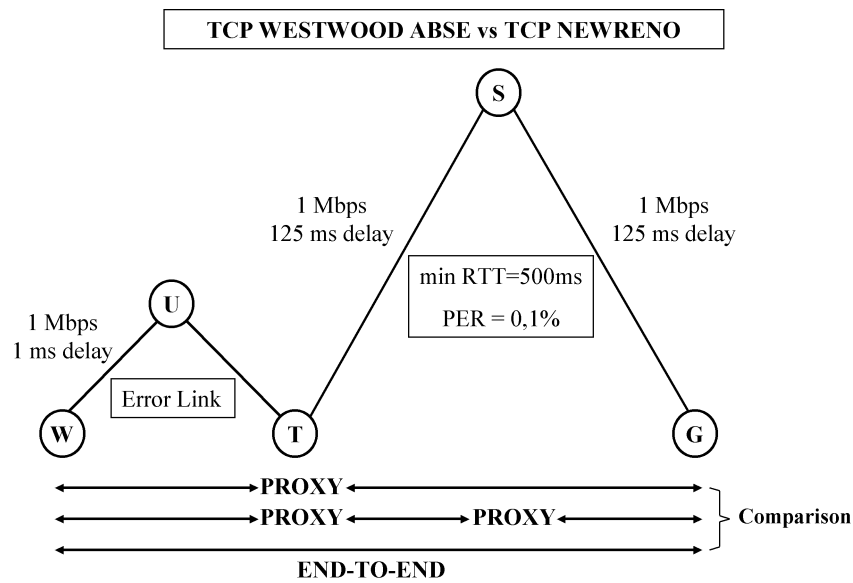 TCP WESTWOOD ABSE vs TCP NEWRENO
S
1 Mbps
125 ms delay
1 Mbps
125 ms delay
min RTT=500ms
PER = 0,1%
U
1 Mbps
1 ms delay
Error Link
W
T
G
PROXY
PROXY
PROXY
Comparison
END-TO-END